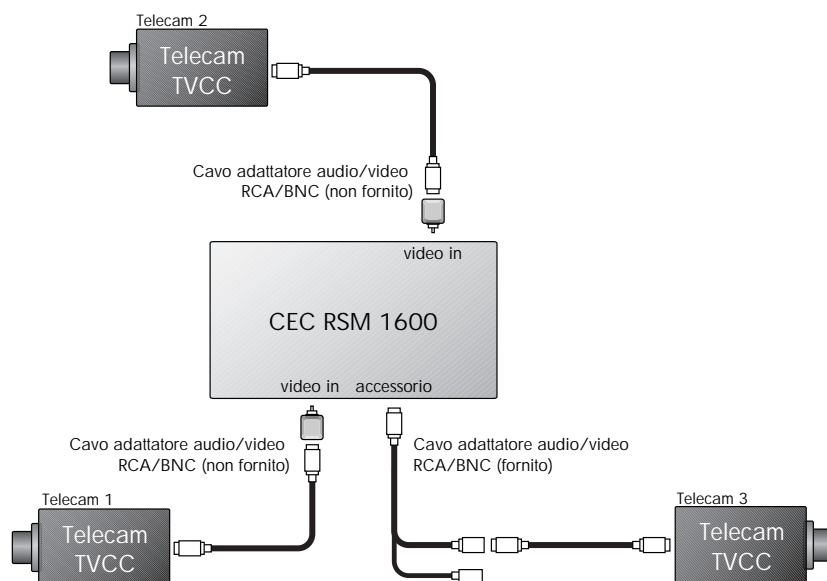 Telecam 2
Telecam
TVCC
Cavo adattatore audio/video
RCA/BNC (non fornito)
video in
CEC RSM 1600
video in
accessorio
Cavo adattatore audio/video
RCA/BNC (non fornito)
Cavo adattatore audio/video
RCA/BNC (fornito)
Telecam 1
Telecam
TVCC
Telecam 3
Telecam
TVCC